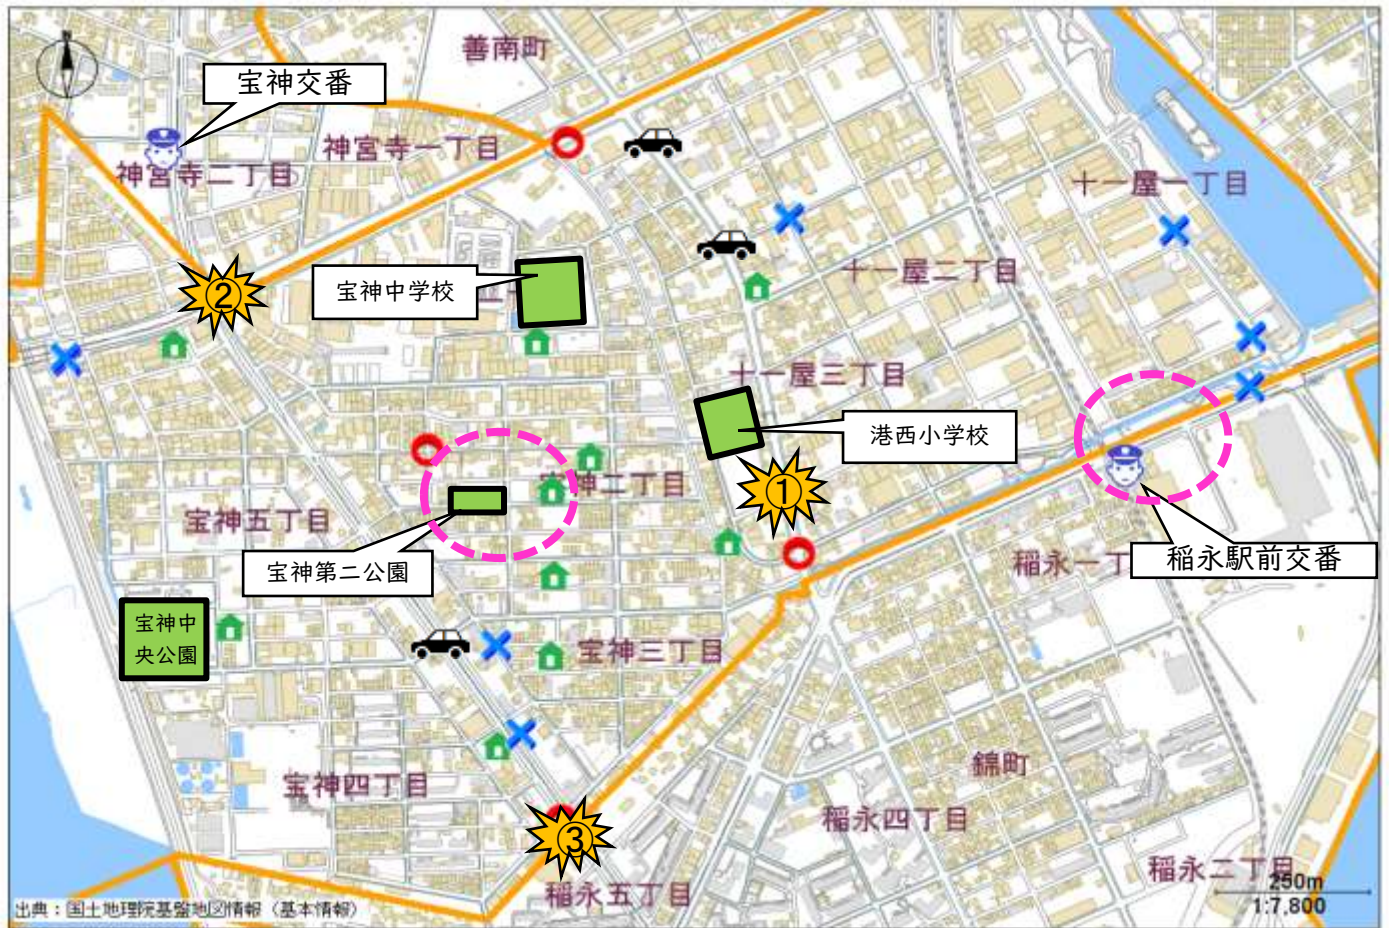 N
善南町
宝神交番
神宮寺一丁目
神宮寺二丁目
十一屋一丁目
宝神中学校
十一屋二丁目
②
十一屋三丁目
港西小学校
①
神二丁目
宝神五丁目
宝神第二公園
稲永一丁
稲永駅前交番
宝神中
央公園
宝神三丁目
錦町
宝神四丁目
稲永四丁目
③
稲永二丁目
稲永五丁目
250m
1:7,800
出典：国土地理院基盤地図情報（基本情報）